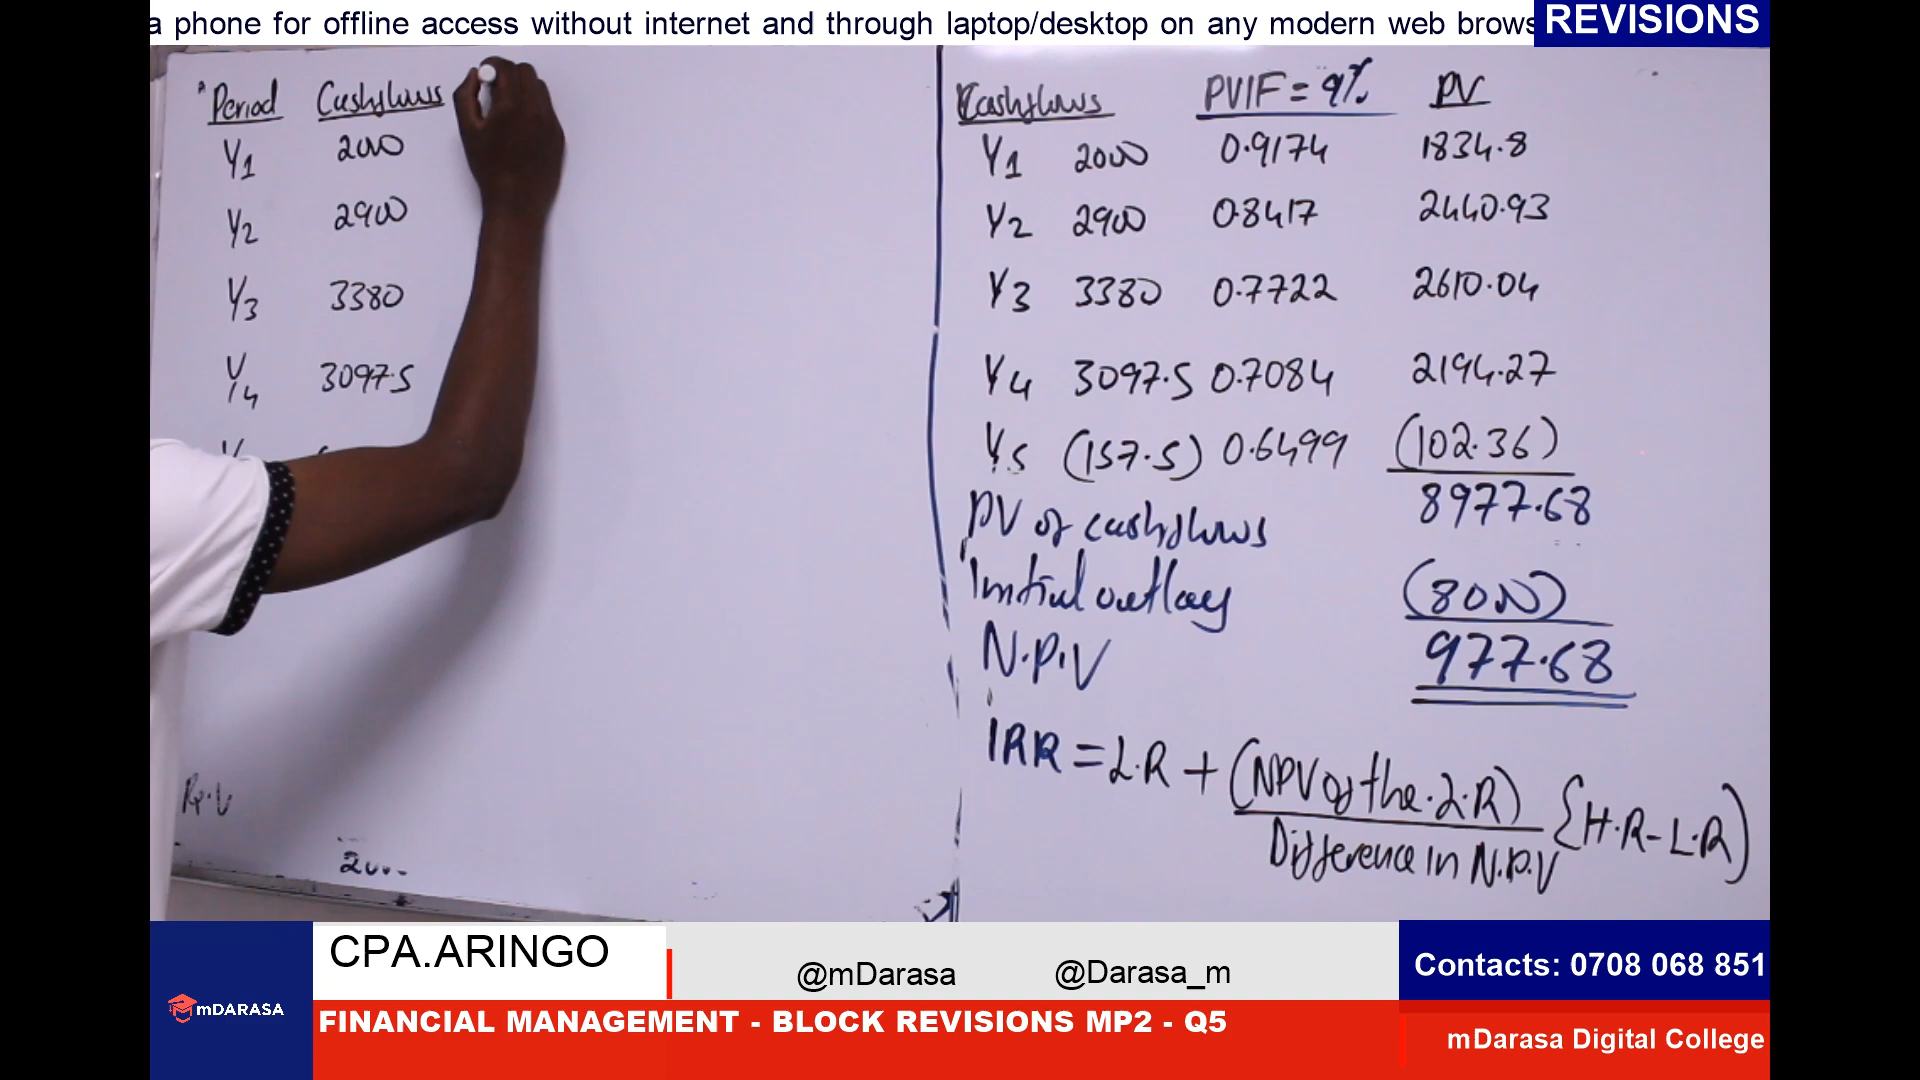 a phone for offline access without internet and through laptop/desktop on any modern web brows
REVISIONS
Period Cashflows
Y1 2000
Y2 2900
Y3 3380
Y4 3097.5
Cashflows PVIF = 9% PV
Y1 2000 0.9174 1834.8
Y2 2900 0.8417 2440.93
Y3 3380 0.7722 2610.04
Y4 3097.5 0.7084 2194.27
Y5 (157.5) 0.6499 (102.36)
8977.68
PV of cashflows
Initial outlay (8000)
N.P.V 977.68
IRR = L.R + (NPV of the L.R) {H.R - L.R)
Difference in N.P.V
CPA.ARINGO
@mDarasa
@Darasa_m
Contacts: 0708 068 851
mDARASA
FINANCIAL MANAGEMENT - BLOCK REVISIONS MP2 - Q5
mDarasa Digital College